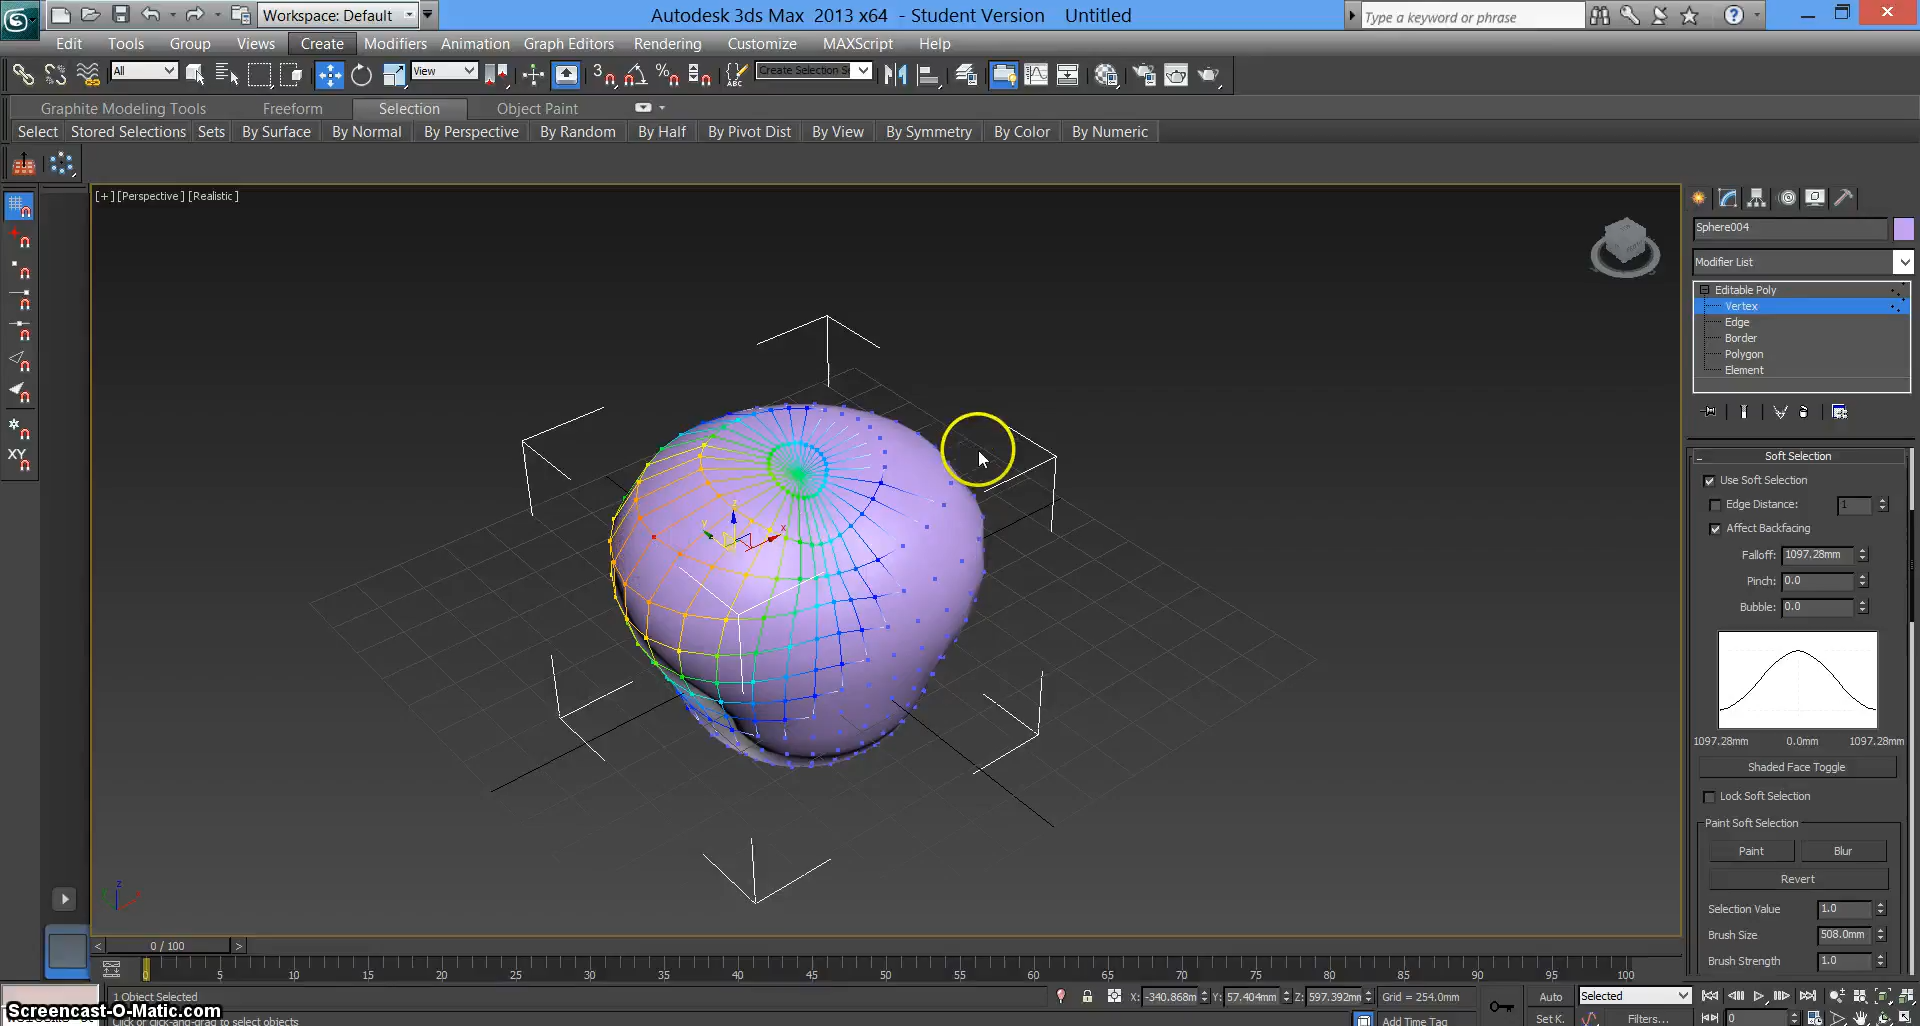 Workspace: Default
Autodesk 3ds Max 2013 x64 - Student Version Untitled
Type a keyword or phrase
Edit Tools Group Views Create Modifiers Animation Graph Editors Rendering Customize MAXScript Help
All
View
3
Create Selection S
Graphite Modeling Tools Freeform Selection Object Paint
Select Stored Selections Sets By Surface By Normal By Perspective By Random By Half By Pivot Dist By View By Symmetry By Color By Numeric
[+] [Perspective] [Realistic]
XY
Sphere004
Modifier List
Editable Poly
Vertex
Edge
Border
Polygon
Element
Soft Selection
Use Soft Selection
Edge Distance: 1
Affect Backfacing
Falloff: 1097.28mm
Pinch: 0.0
Bubble: 0.0
1097.28mm 0.0mm 1097.28mm
Shaded Face Toggle
Lock Soft Selection
Paint Soft Selection
Paint Blur
Revert
Selection Value 1.0
Brush Size 508.0mm
Brush Strength 1.0
z
y
x
z
< 0 / 100 >
0 5 10 15 20 25 30 35 40 45 50 55 60 65 70 75 80 85 90 95 100
1 Object Selected
X: -340.868m Y: 57.404mm Z: 597.392mm Grid = 254.0mm
Auto Selected
Click or click-and-drag to select objects
Add Time Tag
Set K. Filters... 0
Screencast-O-Matic.com